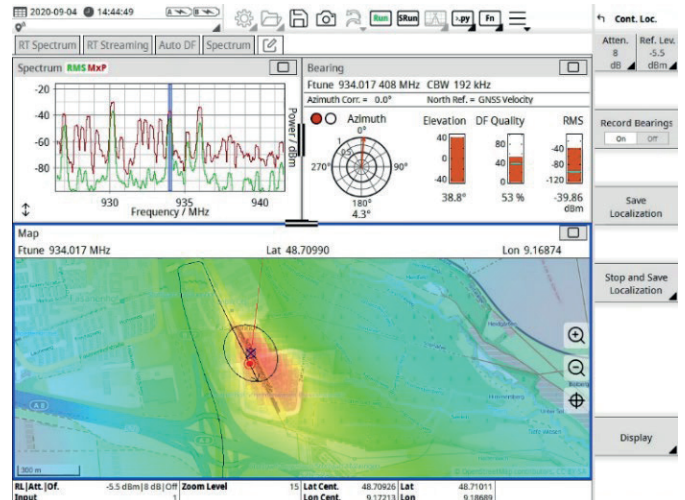 2020-09-04 14:44:49
Run SRun .py Fn
RT Spectrum RT Streaming Auto DF Spectrum
Cont. Loc.
Atten. 8 dB
Ref. Lev. -5.5 dBm
Record Bearings
On Off
Save Localization
Stop and Save Localization
Display
Spectrum RMS MxP
-20
-40
-60
-80
930 935 940
Frequency / MHz
Power / dBm
Bearing
Ftune 934.017 408 MHz CBW 192 kHz
Azimuth Corr. = 0.0° North Ref. = GNSS Velocity
Azimuth
0°
1
0.5
270° 90°
180°
4.3°
Elevation
40
0
-40
38.8°
DF Quality
80
40
0
53 %
RMS
-40
-80
-120
-39.86
dBm
Map
Ftune 934.017 MHz Lat 48.70990 Lon 9.16874
A 8
300 m
RL|Att.|Of. -5.5 dBm|8 dB|Off Zoom Level 15 Lat Cent. 48.70926 Lat 48.71011
Input 1 Lon Cent. 9.17213 Lon 9.18689